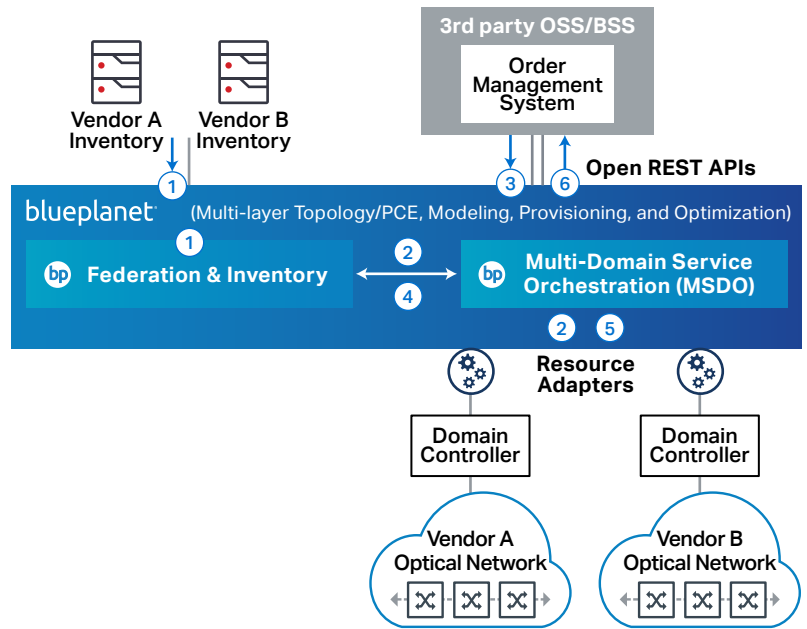 3rd party OSS/BSS
Order
Management
System
Vendor A
Inventory
Vendor B
Inventory
1
3
6
Open REST APIs
blueplanet
(Multi-layer Topology/PCE, Modeling, Provisioning, and Optimization)
1
bp Federation & Inventory
2
4
bp Multi-Domain Service
Orchestration (MSDO)
2
5
Resource
Adapters
Domain
Controller
Domain
Controller
Vendor A
Optical Network
Vendor B
Optical Network